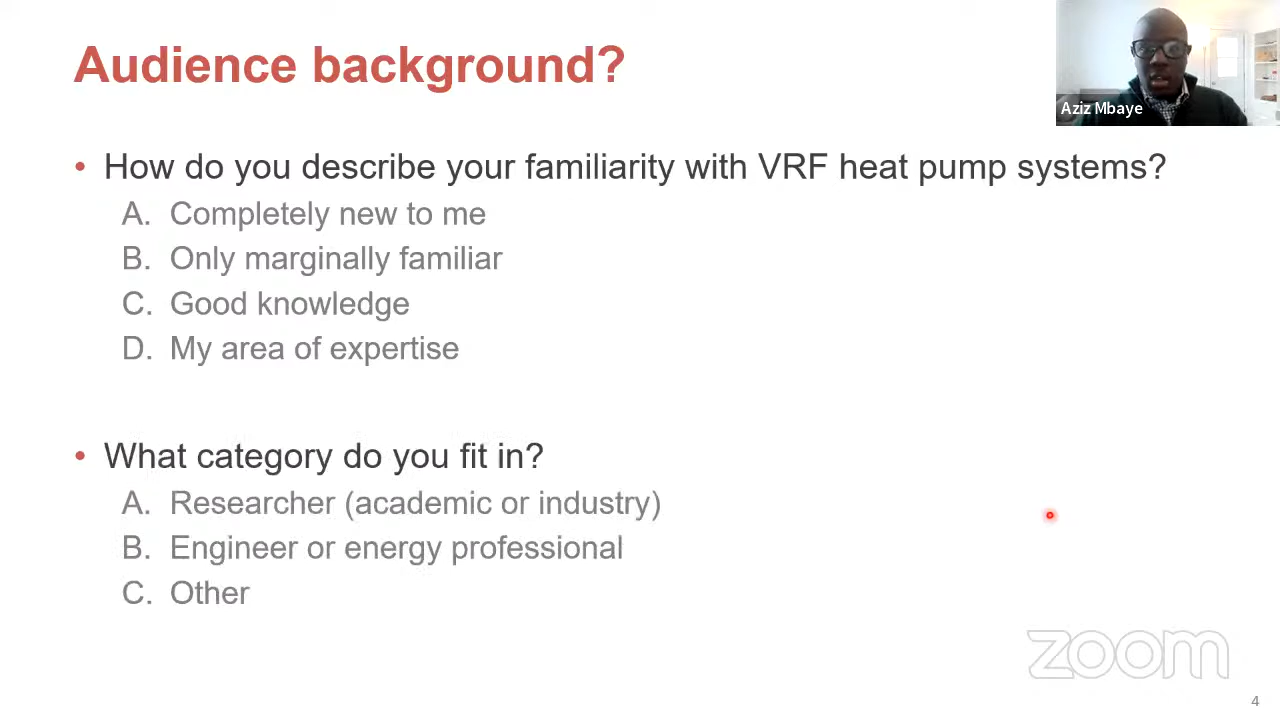 Audience background?
Aziz Mbaye
• How do you describe your familiarity with VRF heat pump systems?
A. Completely new to me
B. Only marginally familiar
C. Good knowledge
D. My area of expertise
• What category do you fit in?
A. Researcher (academic or industry)
B. Engineer or energy professional
C. Other
zoom
4